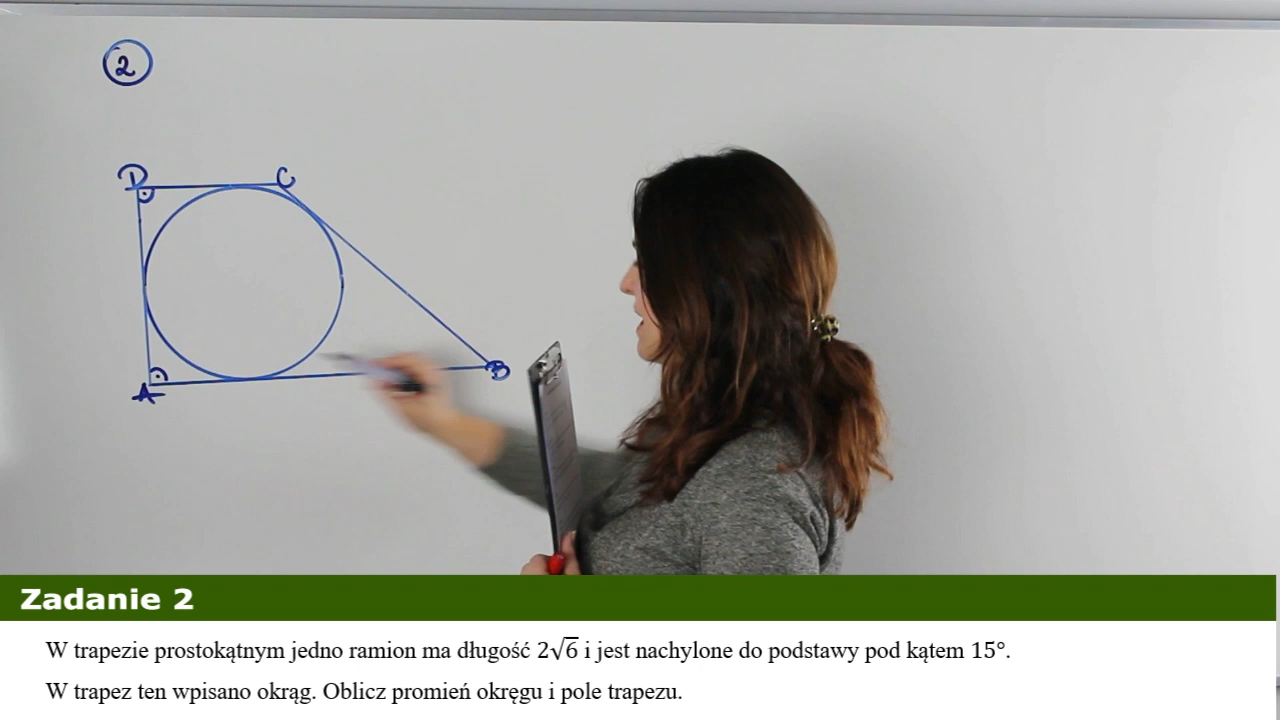 2
D C
A B
Zadanie 2
W trapezie prostokątnym jedno ramion ma długość 2√6 i jest nachylone do podstawy pod kątem 15°.
W trapez ten wpisano okrąg. Oblicz promień okręgu i pole trapezu.